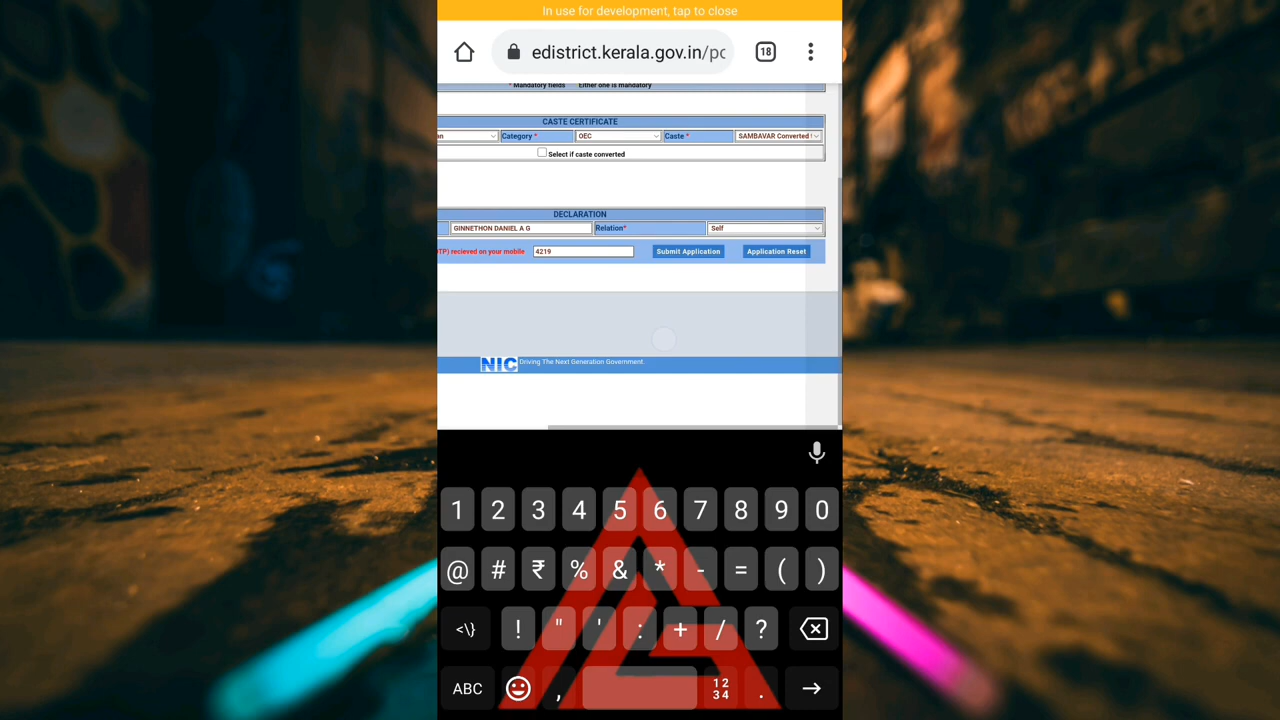 In use for development, tap to close
edistrict.kerala.gov.in/pc
18
* Mandatory fields Either one is mandatory
CASTE CERTIFICATE
an Category * OEC Caste * SAMBAVAR Converted
Select if caste converted
DECLARATION
GINNETHON DANIEL A G Relation* Self
TP) recieved on your mobile 4219 Submit Application Application Reset
NIC Driving The Next Generation Government.
1 2 3 4 5 6 7 8 9 0
@ # ₹ % & * - = ( )
<\} ! " ' : + / ?
ABC , 12 34 .